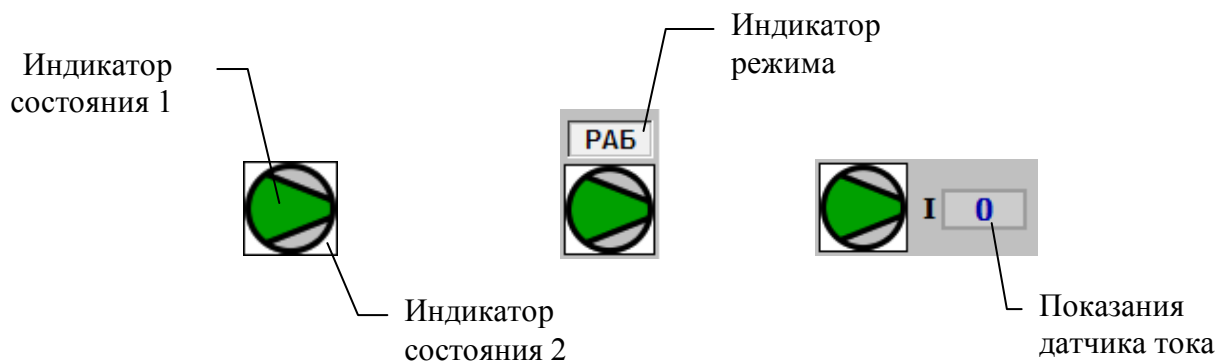 Индикатор
режима
Индикатор
состояния 1
РАБ
I 0
Индикатор
состояния 2
Показания
датчика тока